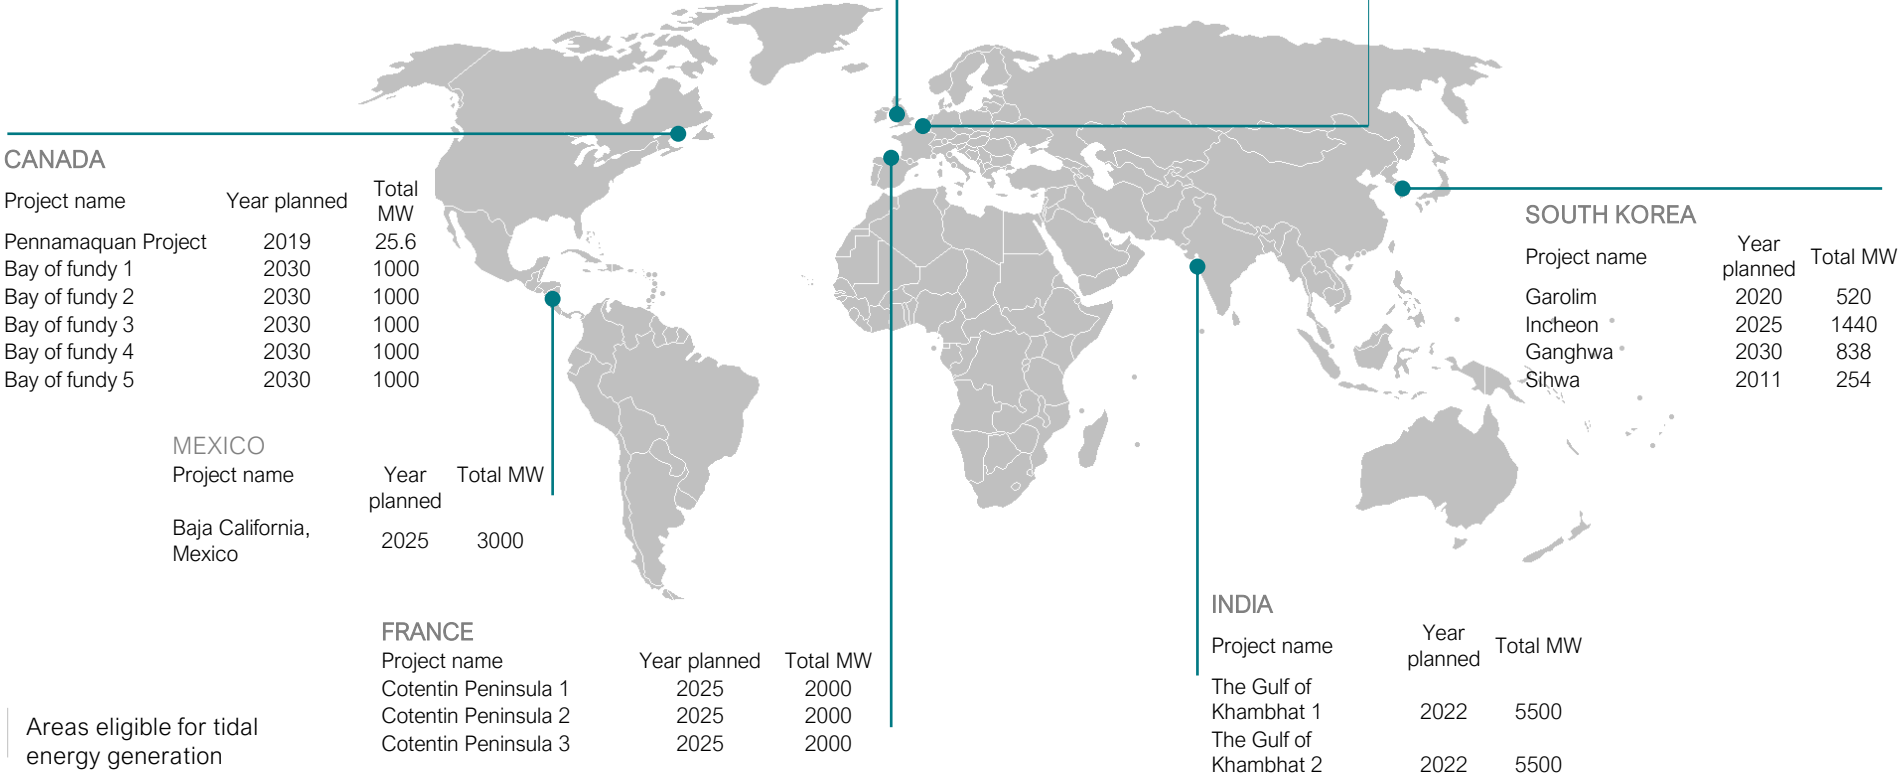 CANADA
Project name Year planned Total
MW
Pennamaquan Project 2019 25.6
Bay of fundy 1 2030 1000
Bay of fundy 2 2030 1000
Bay of fundy 3 2030 1000
Bay of fundy 4 2030 1000
Bay of fundy 5 2030 1000
SOUTH KOREA
Project name Year
planned Total MW
Garolim 2020 520
Incheon 2025 1440
Ganghwa 2030 838
Sihwa 2011 254
MEXICO
Project name Year
planned Total MW
Baja California,
Mexico 2025 3000
FRANCE
Project name Year planned Total MW
Cotentin Peninsula 1 2025 2000
Cotentin Peninsula 2 2025 2000
Cotentin Peninsula 3 2025 2000
INDIA
Project name Year
planned Total MW
The Gulf of
Khambhat 1 2022 5500
The Gulf of
Khambhat 2 2022 5500
Areas eligible for tidal
energy generation